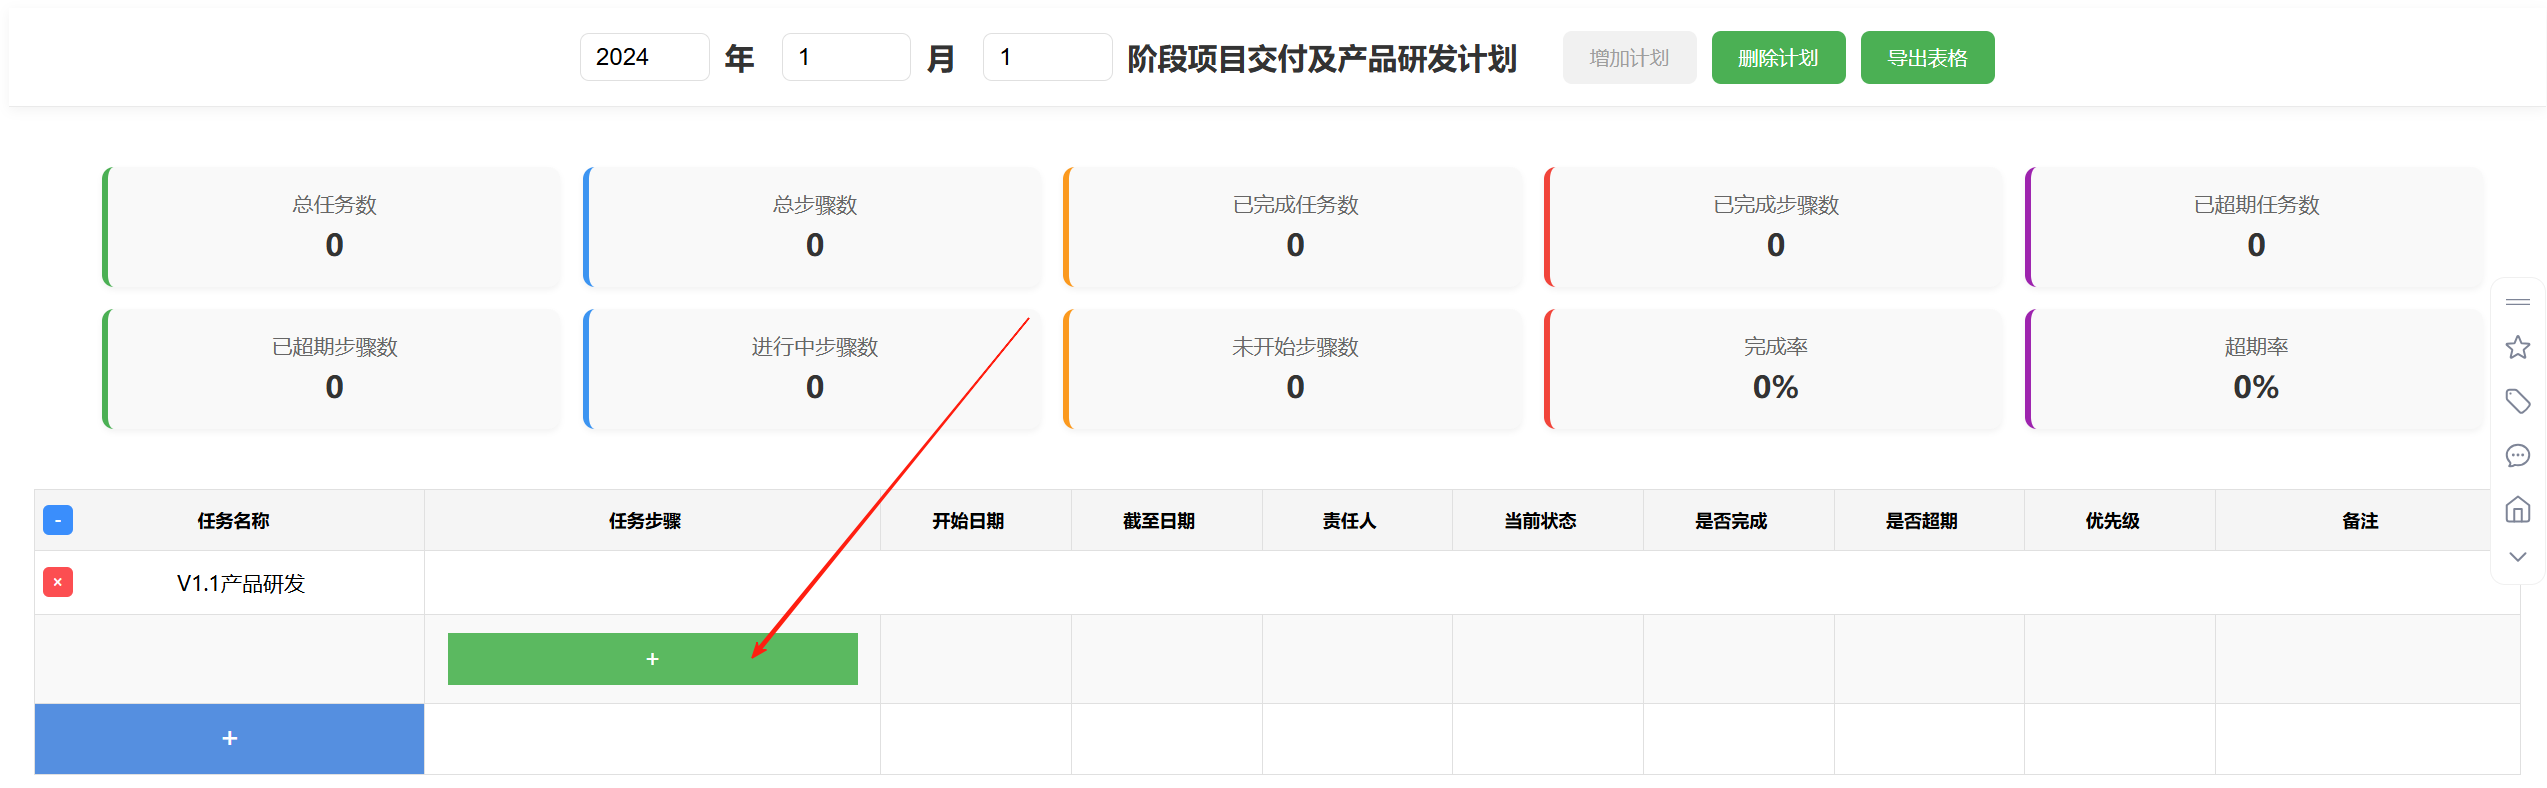 2024 年 1 月 1 阶段项目交付及产品研发计划 增加计划 删除计划 导出表格
总任务数 总步骤数 已完成任务数 已完成步骤数 已超期任务数
0 0 0 0 0
已超期步骤数 进行中步骤数 未开始步骤数 完成率 超期率
0 0 0 0% 0%
- 任务名称 任务步骤 开始日期 截至日期 责任人 当前状态 是否完成 是否超期 优先级 备注
× V1.1产品研发
+
+